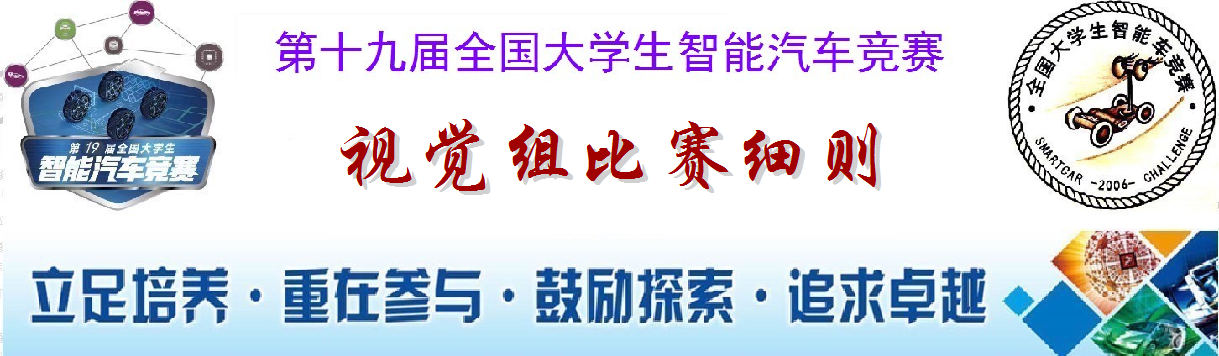 第十九届全国大学生智能汽车竞赛
视觉组比赛细则
第 19 届全国大学生
智能汽车竞赛
·全国大学生智能车竞赛·
SMARTCAR -2006- CHALLENGE
立足培养·重在参与·鼓励探索·追求卓越